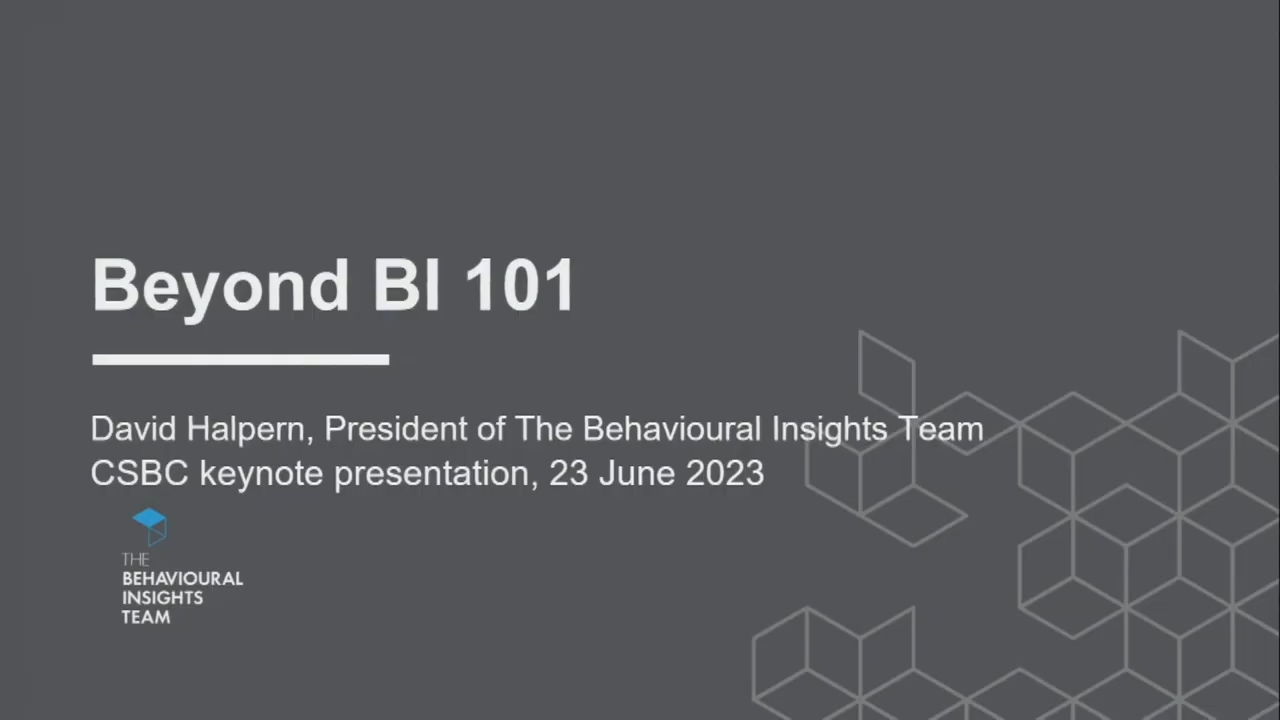 Beyond BI 101
David Halpern, President of The Behavioural Insights Team
CSBC keynote presentation, 23 June 2023
THE
BEHAVIOURAL
INSIGHTS
TEAM